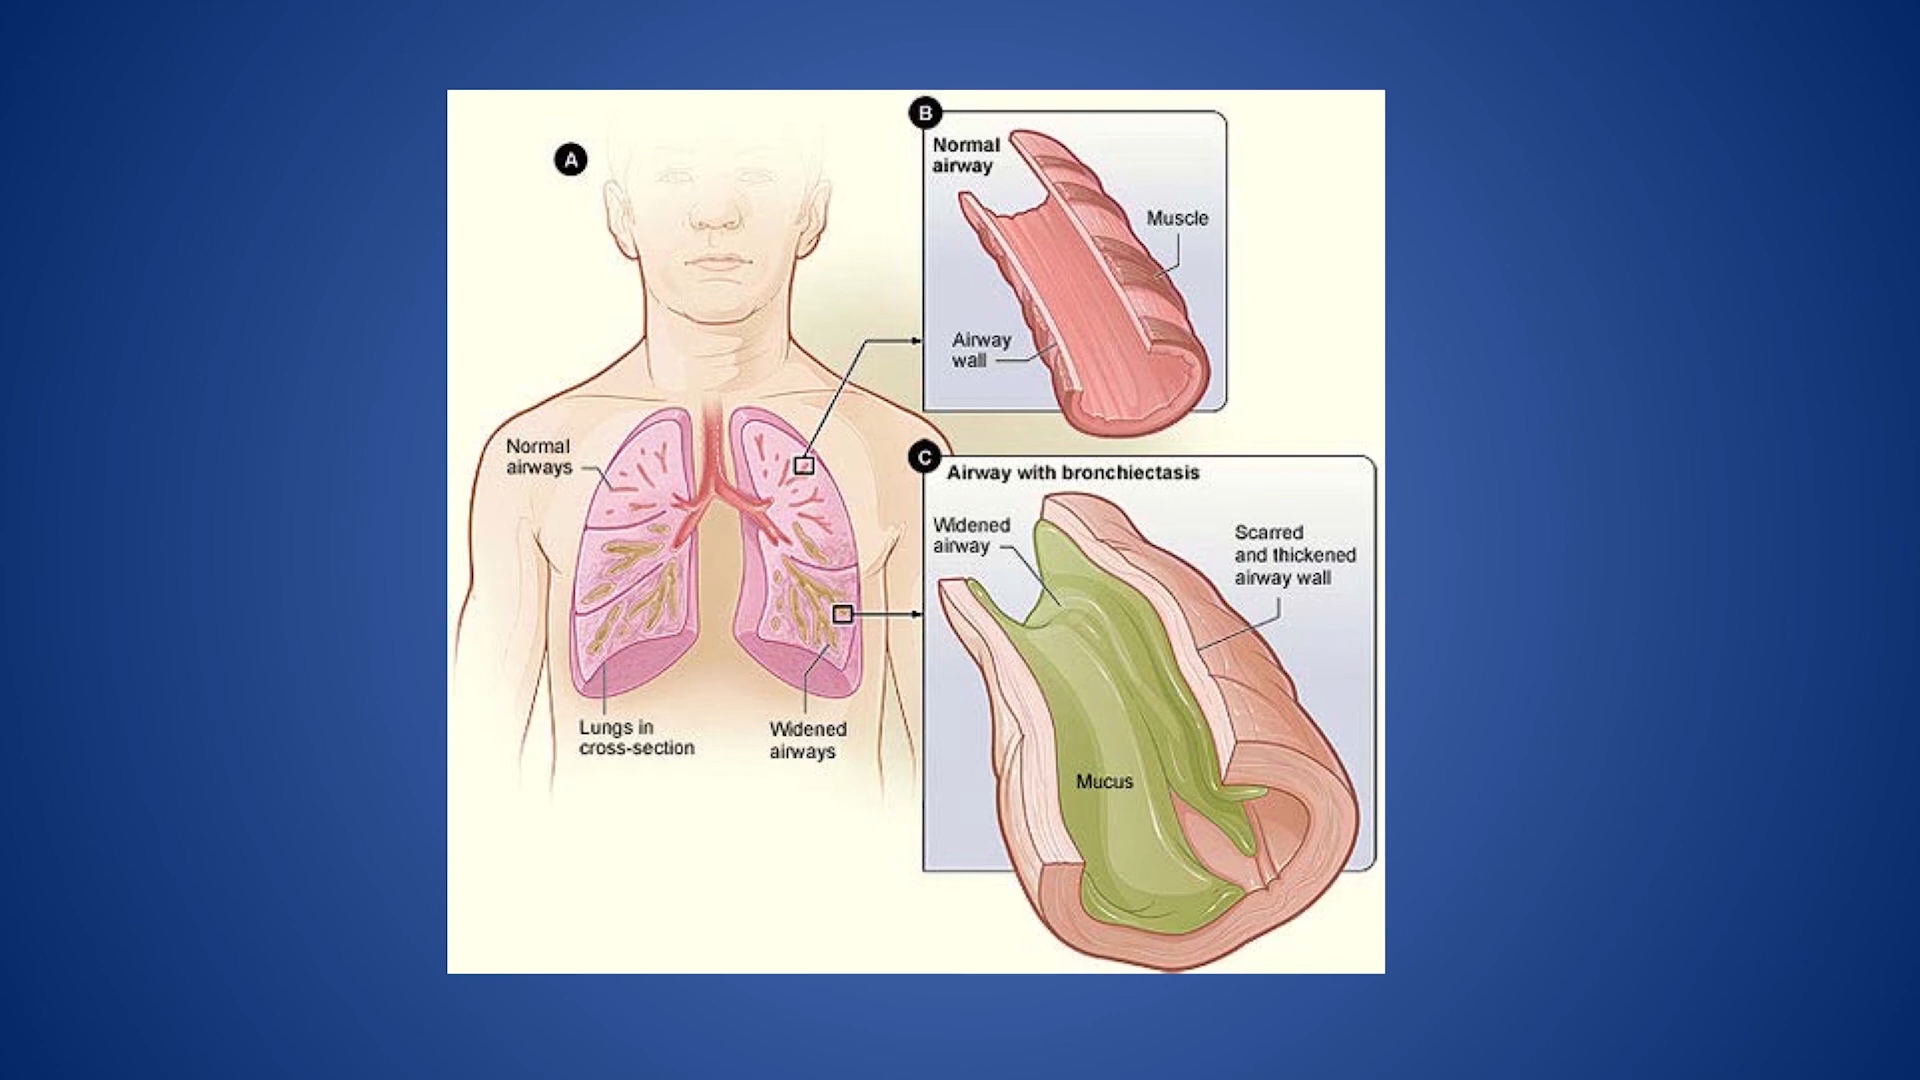 A
Normal
airways
Lungs in
cross-section
Widened
airways
B
Normal
airway
Muscle
Airway
wall
C
Airway with bronchiectasis
Widened
airway
Scarred
and thickened
airway wall
Mucus